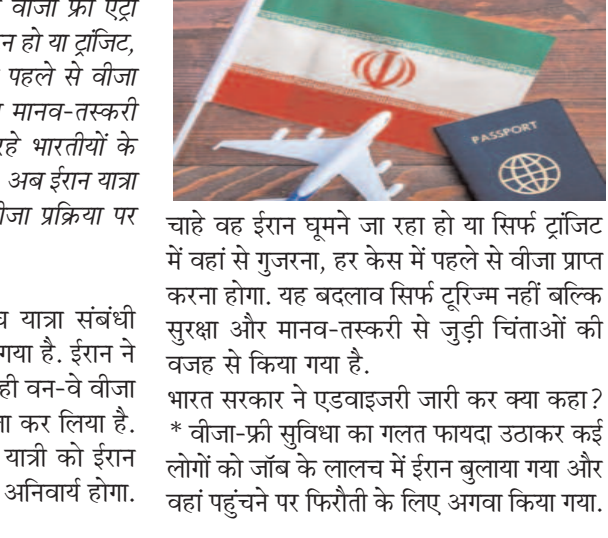 वीजा फ्री एंट्री
न हो या ट्रांजिट,
पहले से वीजा
मानव-तस्करी
रहे भारतीयों के
अब ईरान यात्रा
वीजा प्रक्रिया पर
यात्रा संबंधी
गया है. ईरान ने
ही वन-वे वीजा
कर लिया है.
यात्री को ईरान
अनिवार्य होगा.
PASSPORT
चाहे वह ईरान घूमने जा रहा हो या सिर्फ ट्रांजिट
में वहां से गुजरना, हर केस में पहले से वीजा प्राप्त
करना होगा. यह बदलाव सिर्फ टूरिज्म नहीं बल्कि
सुरक्षा और मानव-तस्करी से जुड़ी चिंताओं की
वजह से किया गया है.
भारत सरकार ने एडवाइजरी जारी कर क्या कहा?
* वीजा-फ्री सुविधा का गलत फायदा उठाकर कई
लोगों को जॉब के लालच में ईरान बुलाया गया और
वहां पहुंचने पर फिरौती के लिए अगवा किया गया.